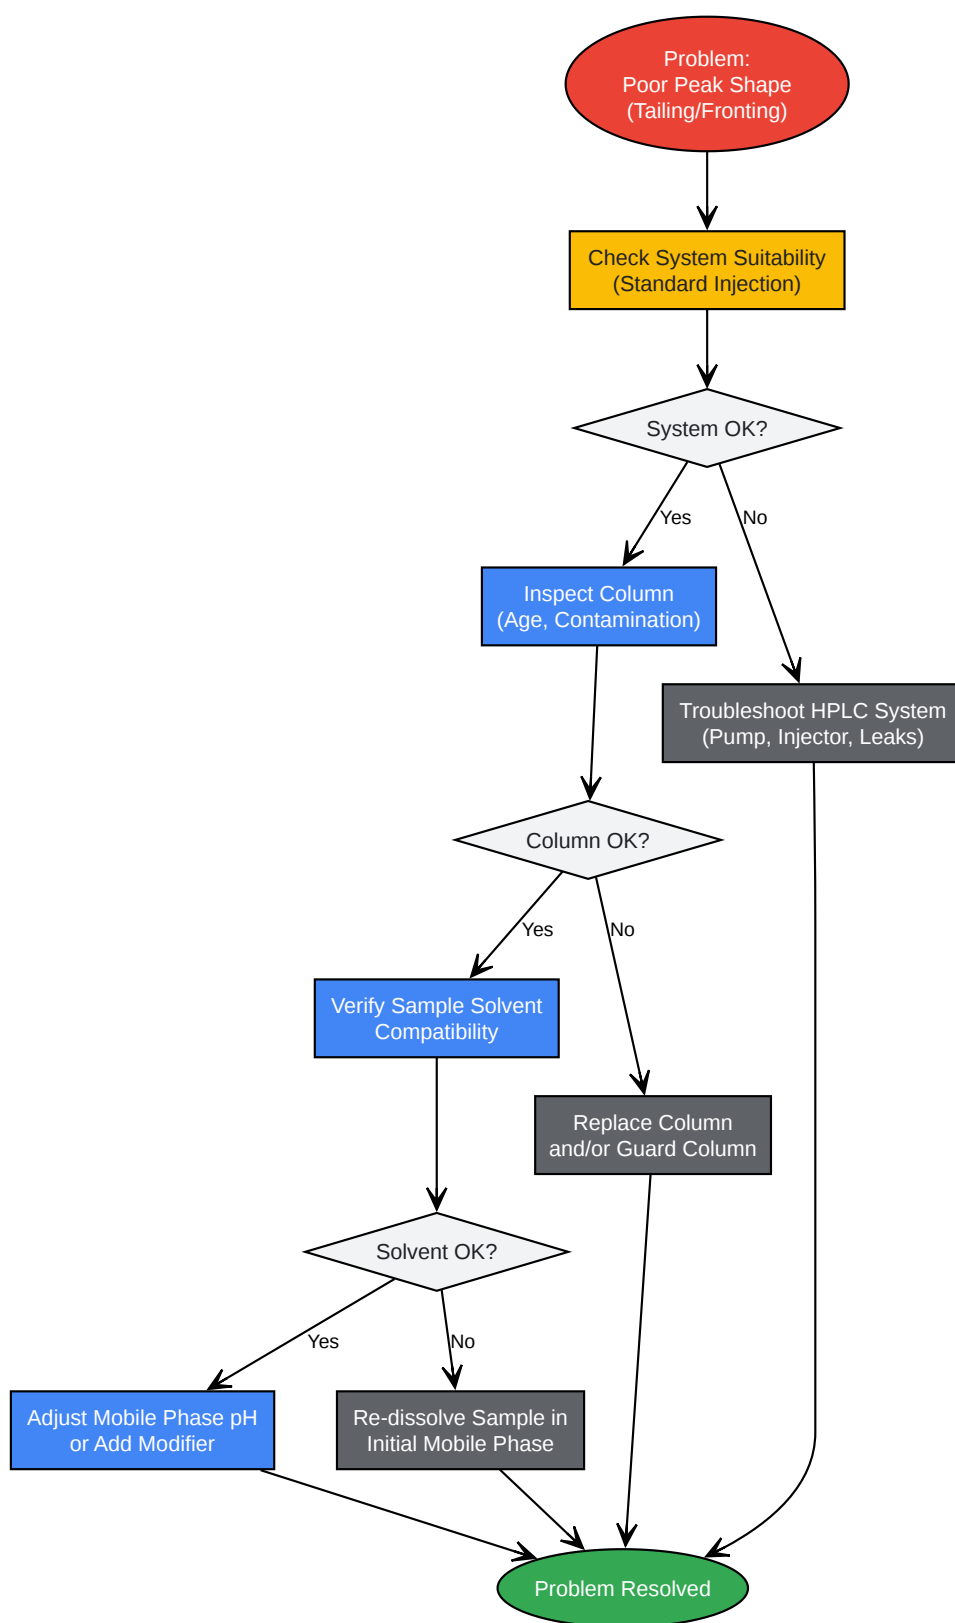 Problem:
Poor Peak Shape
(Tailing/Fronting)
Check System Suitability
(Standard Injection)
System OK?
Yes
No
Inspect Column
(Age, Contamination)
Troubleshoot HPLC System
(Pump, Injector, Leaks)
Column OK?
Yes
No
Verify Sample Solvent
Compatibility
Replace Column
and/or Guard Column
Solvent OK?
Yes
No
Adjust Mobile Phase pH
or Add Modifier
Re-dissolve Sample in
Initial Mobile Phase
Problem Resolved